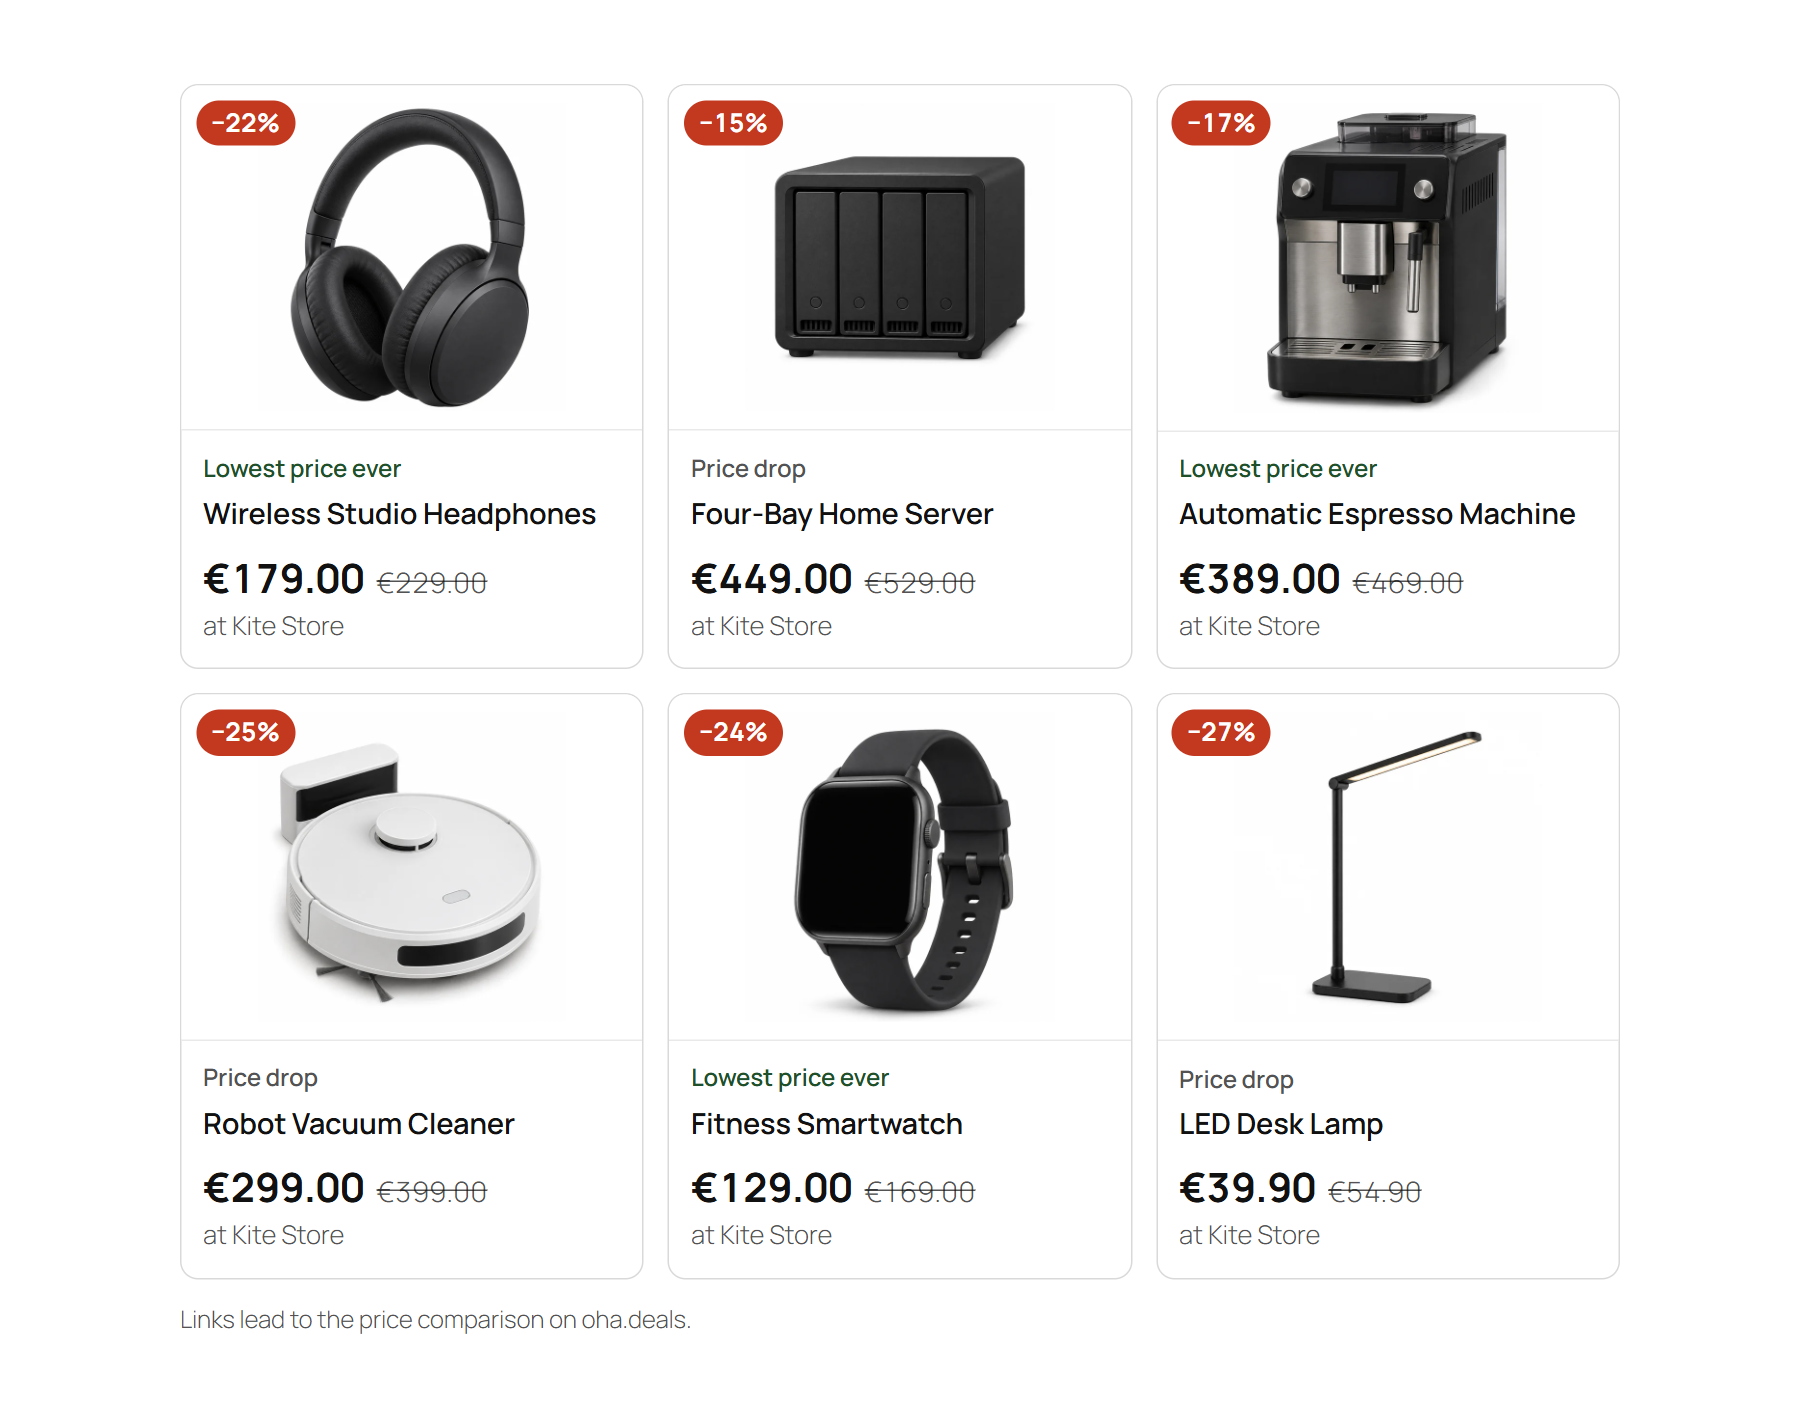 −22%
Lowest price ever
Wireless Studio Headphones
€179.00 €229.00
at Kite Store
−15%
Price drop
Four-Bay Home Server
€449.00 €529.00
at Kite Store
−17%
Lowest price ever
Automatic Espresso Machine
€389.00 €469.00
at Kite Store
−25%
Price drop
Robot Vacuum Cleaner
€299.00 €399.00
at Kite Store
−24%
Lowest price ever
Fitness Smartwatch
€129.00 €169.00
at Kite Store
−27%
Price drop
LED Desk Lamp
€39.90 €54.90
at Kite Store
Links lead to the price comparison on oha.deals.